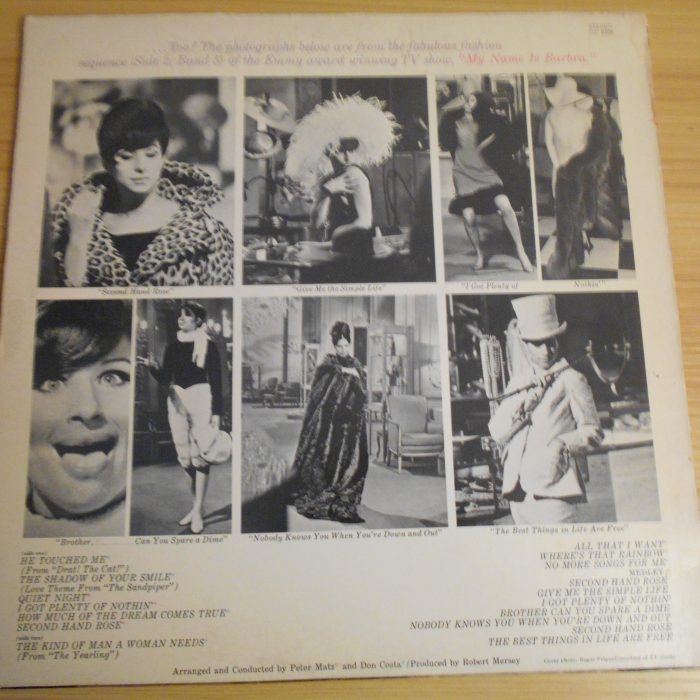 ...Too! The photographs below are from the fabulous fashion
sequence (Side 2, Band 5) of the Emmy award winning TV show, "My Name Is Barbra."
STEREO
"Second Hand Rose"
"Give Me the Simple Life"
"I Got Plenty of
Nothin'"
"Brother,
Can You Spare a Dime"
"Nobody Knows You When You're Down and Out"
"The Best Things in Life Are Free"
(side one)
HE TOUCHED ME
(From "Drat! The Cat!")
THE SHADOW OF YOUR SMILE
(Love Theme From "The Sandpiper")
QUIET NIGHT
I GOT PLENTY OF NOTHIN'
HOW MUCH OF THE DREAM COMES TRUE
SECOND HAND ROSE
(side two)
THE KIND OF MAN A WOMAN NEEDS
(From "The Yearling")
ALL THAT I WANT
WHERE'S THAT RAINBOW
NO MORE SONGS FOR ME
MEDLEY
SECOND HAND ROSE
GIVE ME THE SIMPLE LIFE
I GOT PLENTY OF NOTHIN'
BROTHER CAN YOU SPARE A DIME
NOBODY KNOWS YOU WHEN YOU'RE DOWN AND OUT
SECOND HAND ROSE
THE BEST THINGS IN LIFE ARE FREE
Arranged and Conducted by Peter Matz and Don Costa / Produced by Robert Mersey
Cover photo: